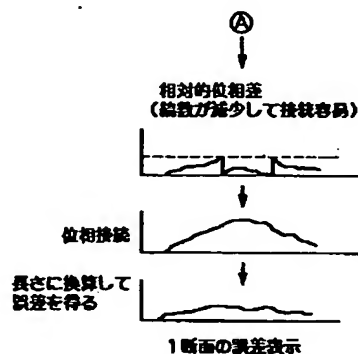 A
相対的位相差
(縞数が減少して接続容易)
位相接続
長さに換算して
誤差を得る
1断面の誤差表示